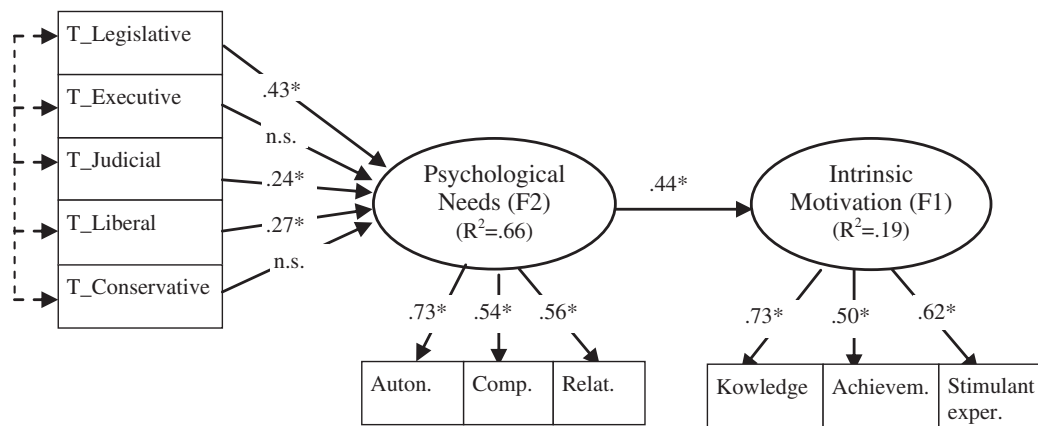 T_Legislative
.43*
T_Executive
n.s.
T_Judicial
.24*
T_Liberal
.27*
T_Conservative
n.s.
Psychological
Needs (F2)
(R²=.66)
.44*
Intrinsic
Motivation (F1)
(R²=.19)
.73*
.54*
.56*
.73*
.50*
.62*
Auton.
Comp.
Relat.
Kowledge
Achievem.
Stimulant
exper.